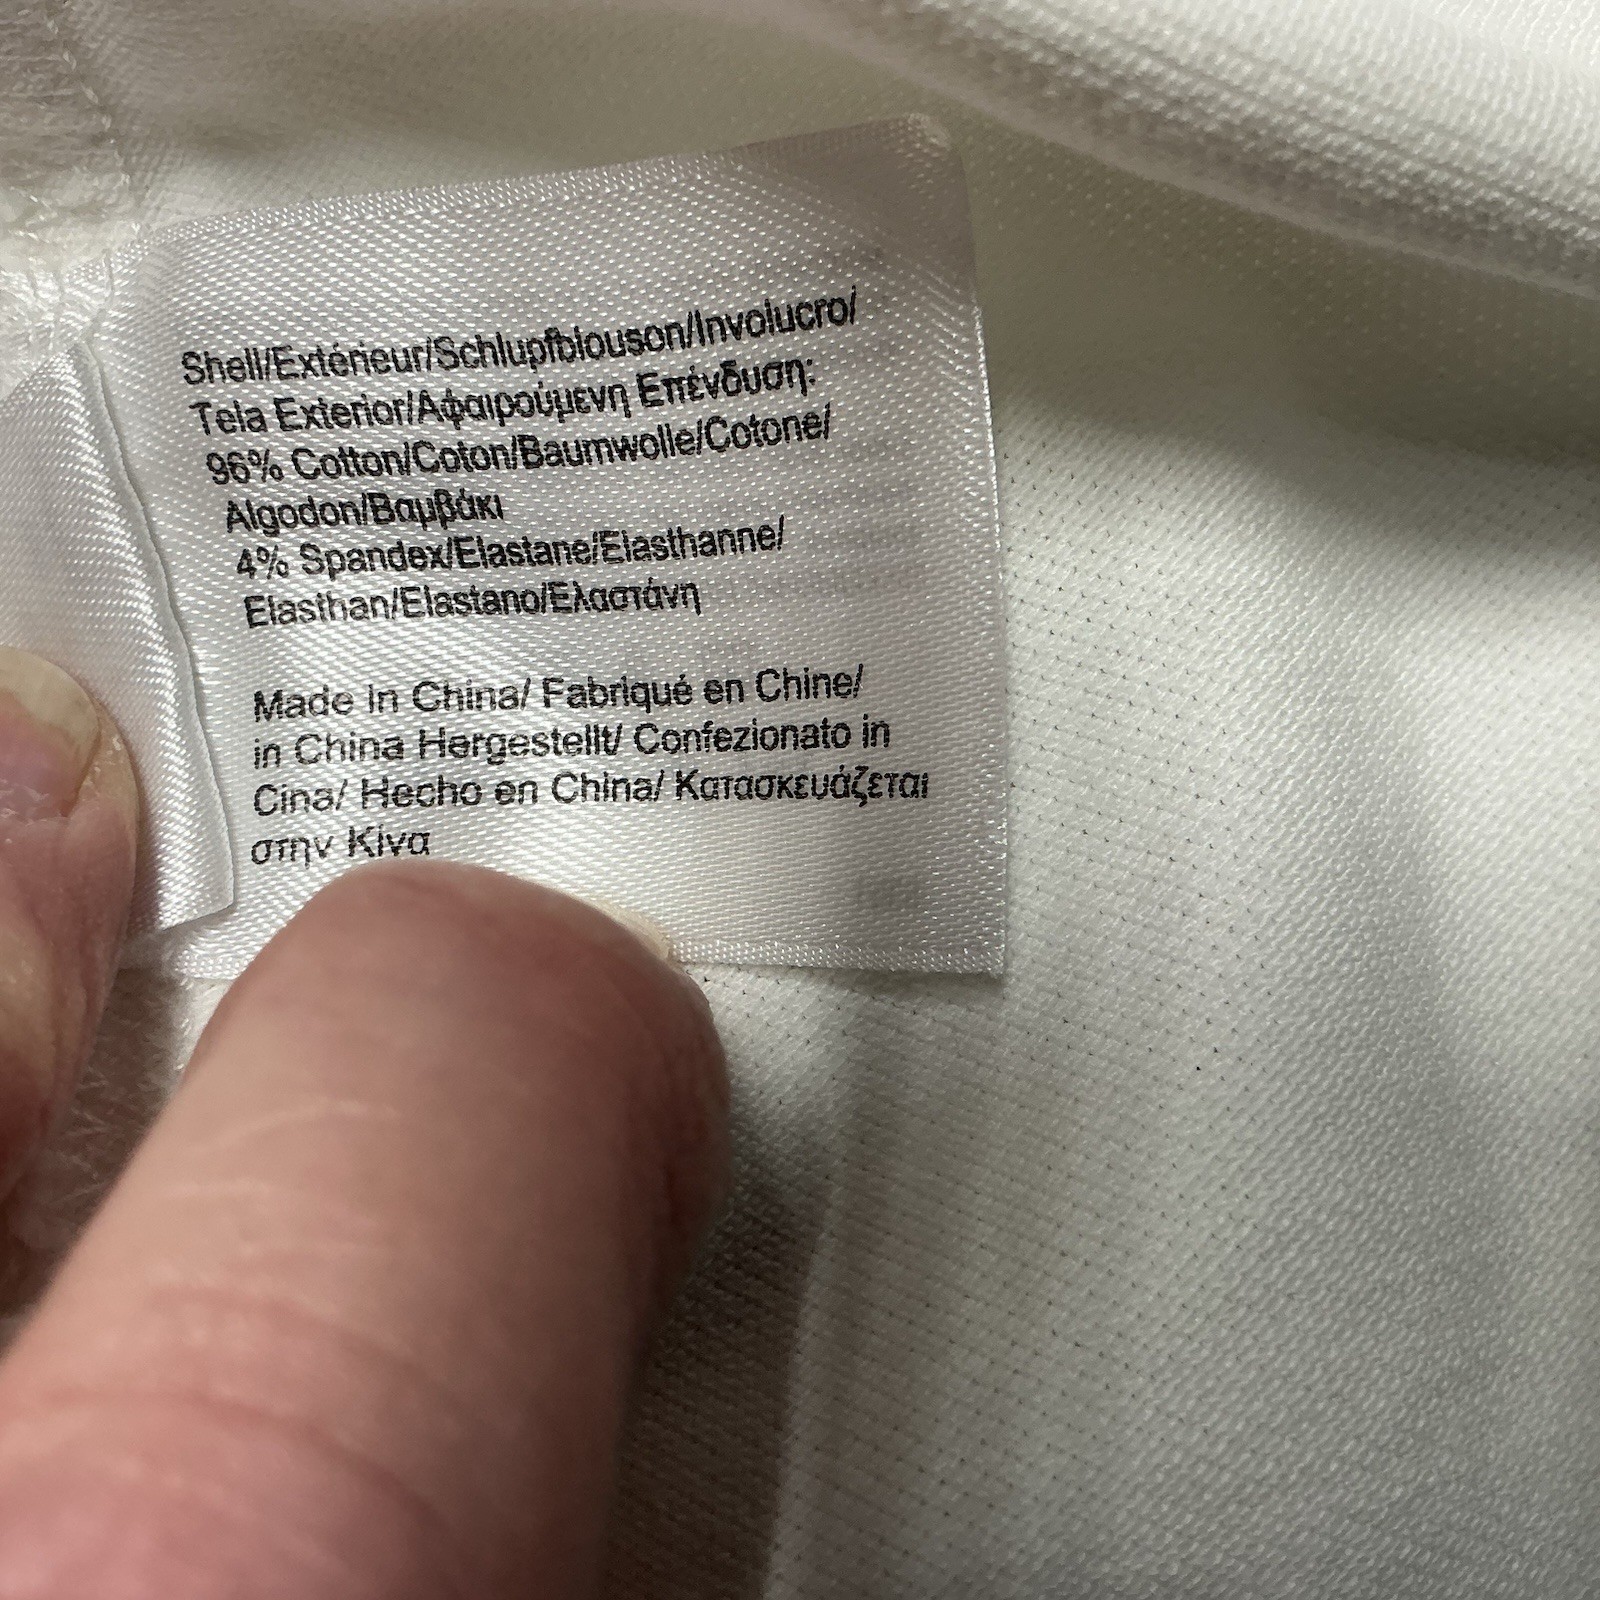 Shell/Extérieur/Schlupfblouson/Involucro/
Tela Exterior/Αφαιρούμενη Επένδυση:
96% Cotton/Coton/Baumwolle/Cotone/
Algodon/Βαμβάκι
4% Spandex/Elastane/Elasthanne/
Elasthan/Elastano/Ελαστάνη
Made in China/ Fabriqué en Chine/
in China Hergestellt/ Confezionato in
Cina/ Hecho en China/ Κατασκευάζεται
στην Κίνα